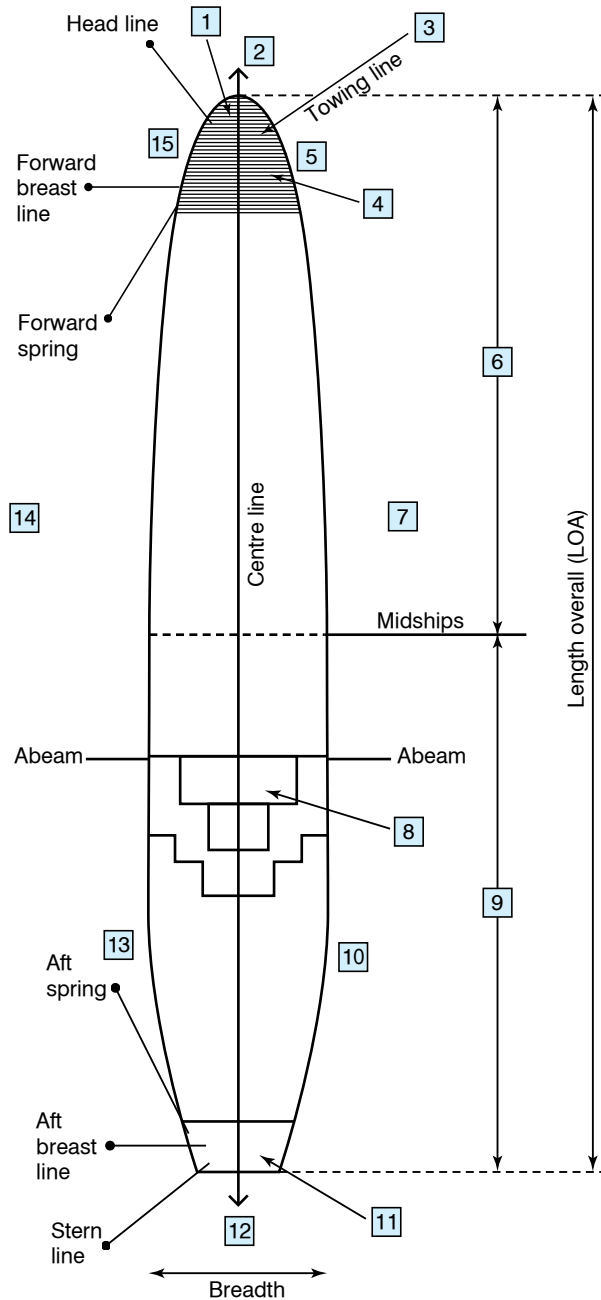 Head line
1
2
3
Towing line
15
5
Forward
breast
line
4
Forward
spring
6
14
7
Centre line
Length overall (LOA)
Midships
Abeam
Abeam
8
9
13
10
Aft
spring
Aft
breast
line
11
12
Stern
line
Breadth